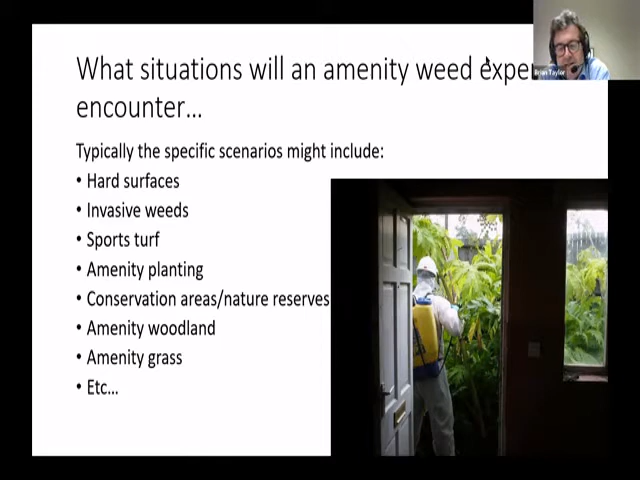 What situations will an amenity weed exper
encounter...
Brian Taylor
Typically the specific scenarios might include:
• Hard surfaces
• Invasive weeds
• Sports turf
• Amenity planting
• Conservation areas/nature reserves
• Amenity woodland
• Amenity grass
• Etc...